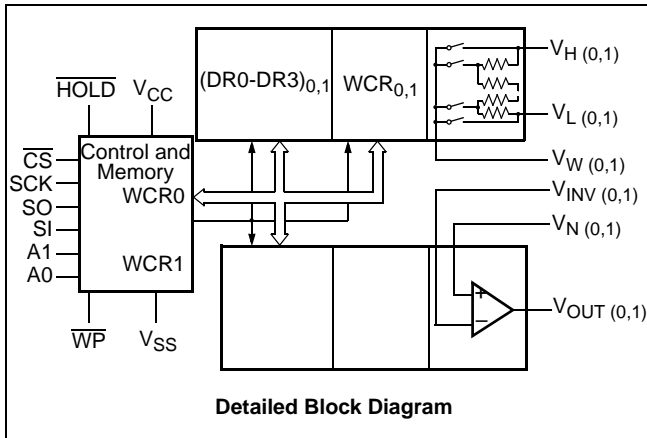 HOLD
VCC
(DR0-DR3)0,1
WCR0,1
VH (0,1)
VL (0,1)
VW (0,1)
VINV (0,1)
VN (0,1)
VOUT (0,1)
CS
SCK
SO
SI
A1
A0
Control and
Memory
WCR0
WCR1
WP
VSS
+
−
Detailed Block Diagram